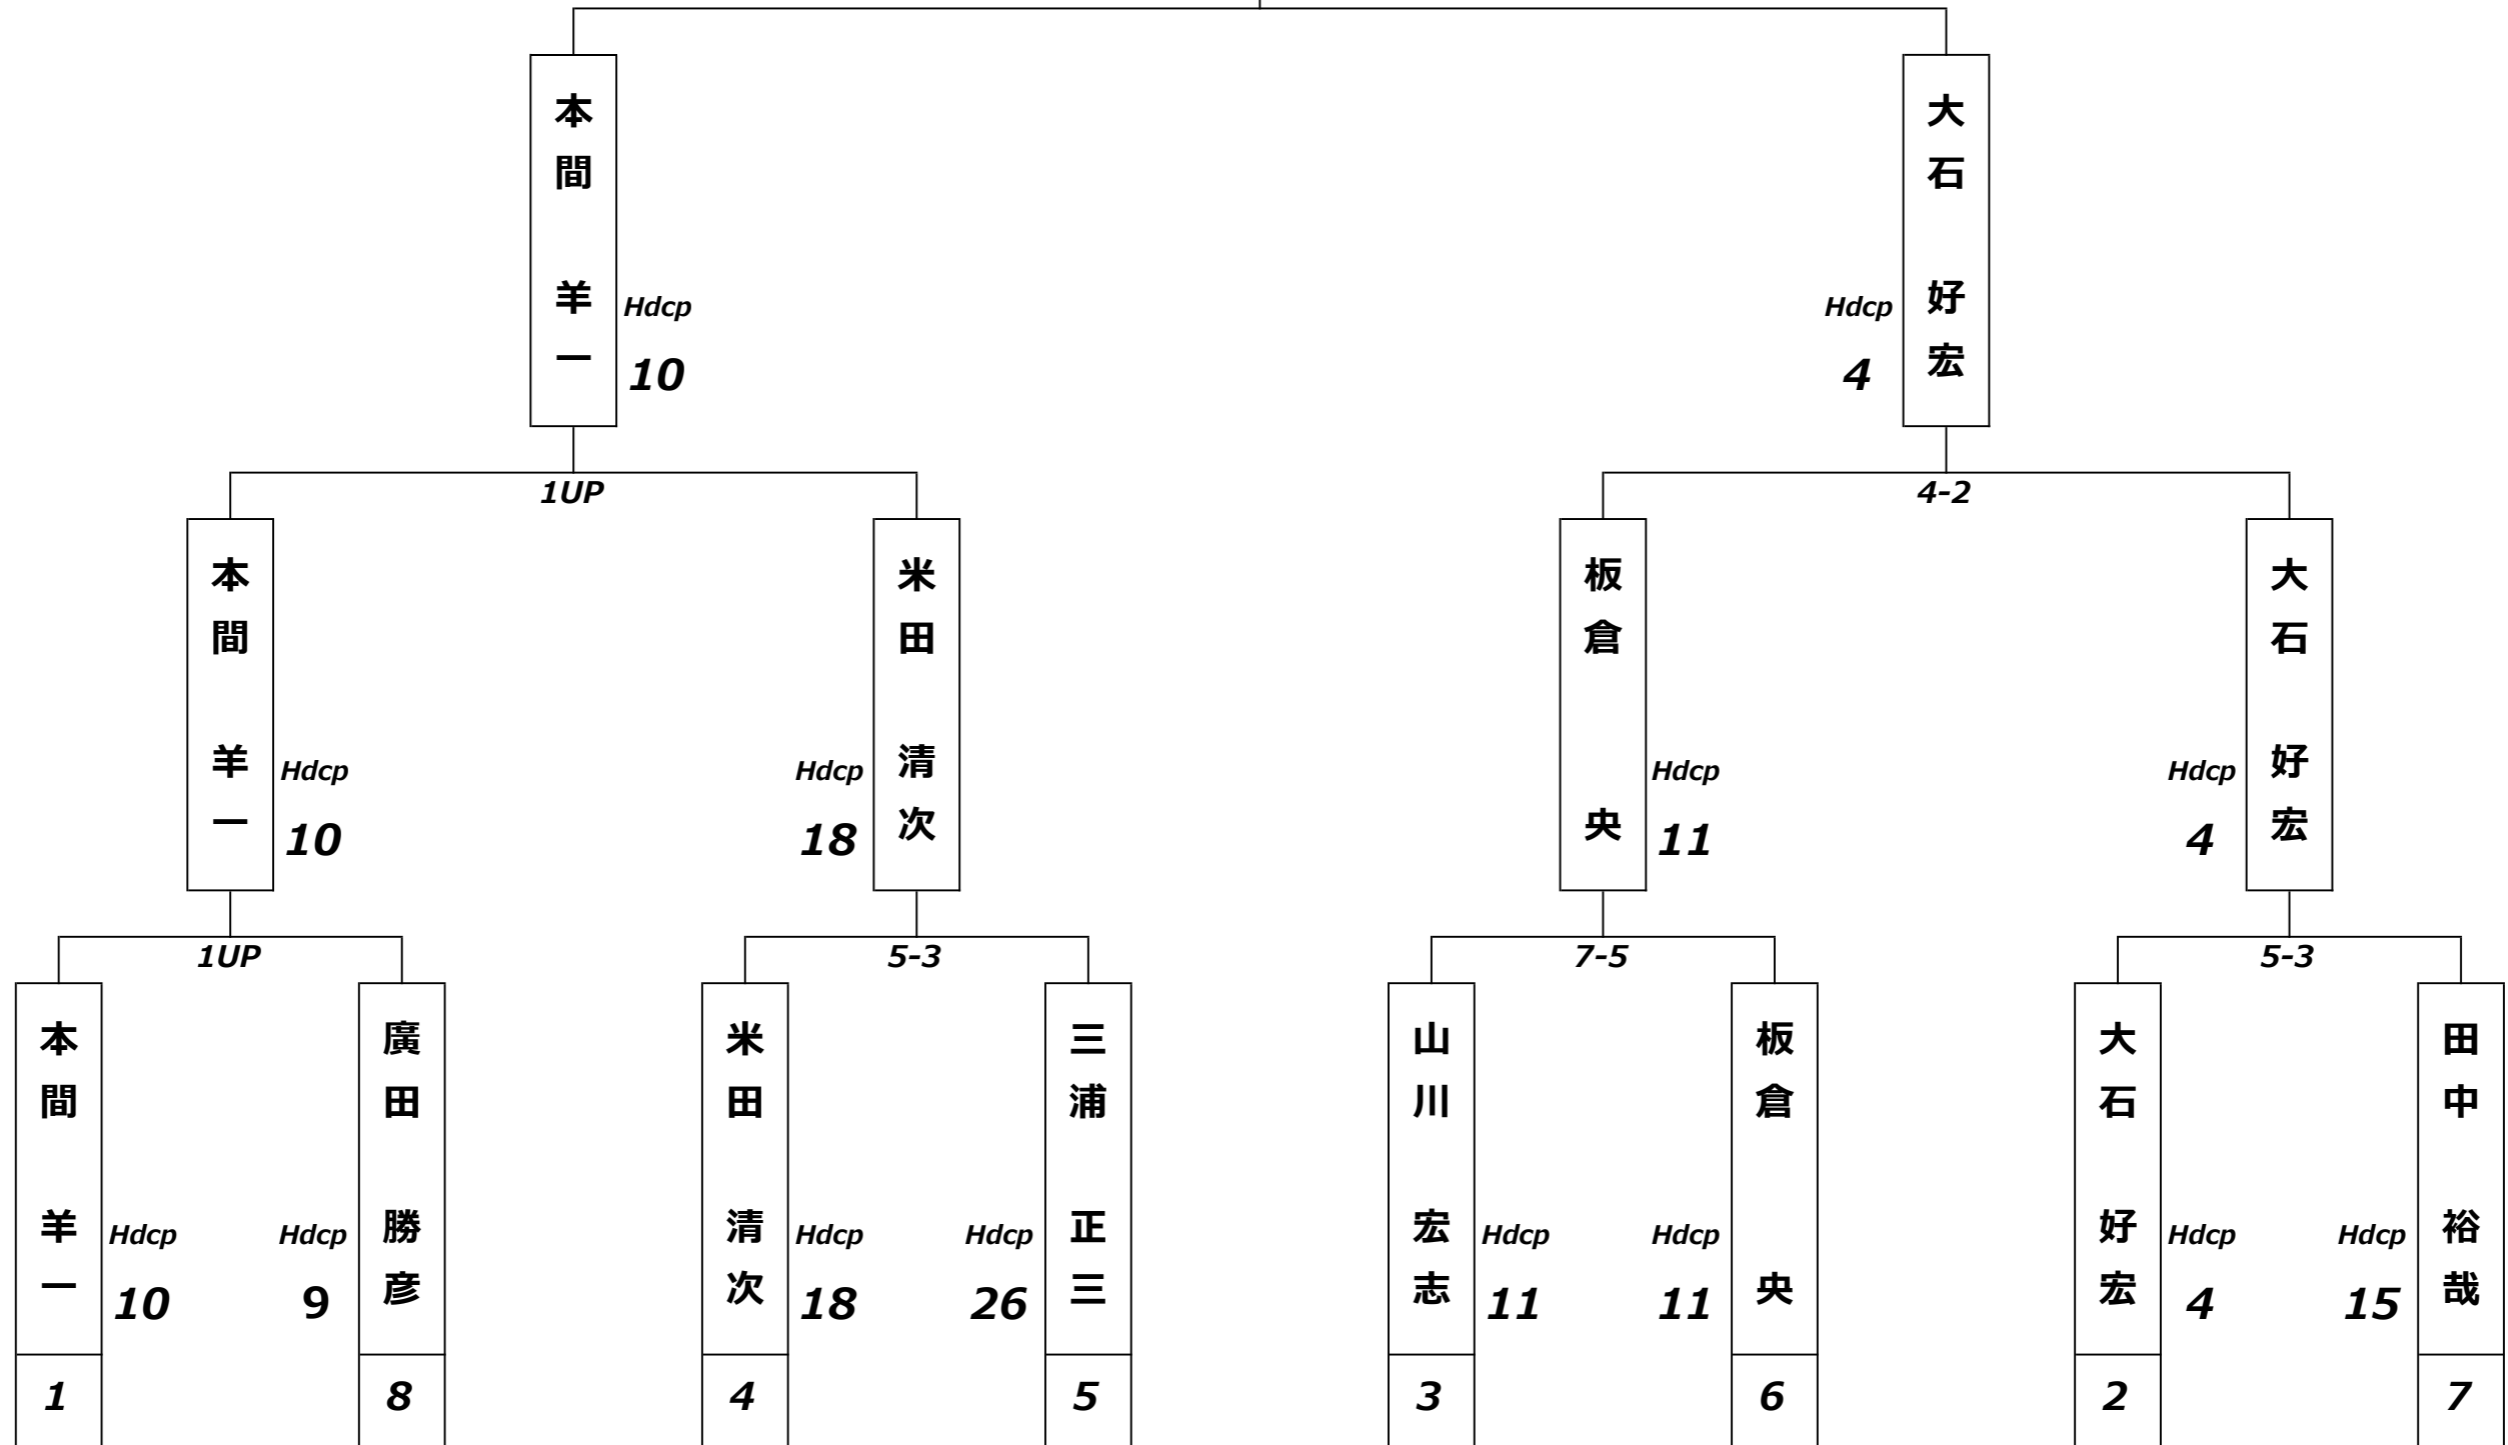 本間 羊一
Hdcp
10
大石 好宏
Hdcp
4
1UP
4-2
本間 羊一
Hdcp
10
米田 清次
Hdcp
18
板倉 央
Hdcp
11
大石 好宏
Hdcp
4
1UP
5-3
7-5
5-3
本間 羊一
Hdcp
10
1
廣田 勝彦
Hdcp
9
8
米田 清次
Hdcp
18
4
三浦 正三
Hdcp
26
5
山川 宏志
Hdcp
11
3
板倉 央
Hdcp
11
6
大石 好宏
Hdcp
4
2
田中 裕哉
Hdcp
15
7